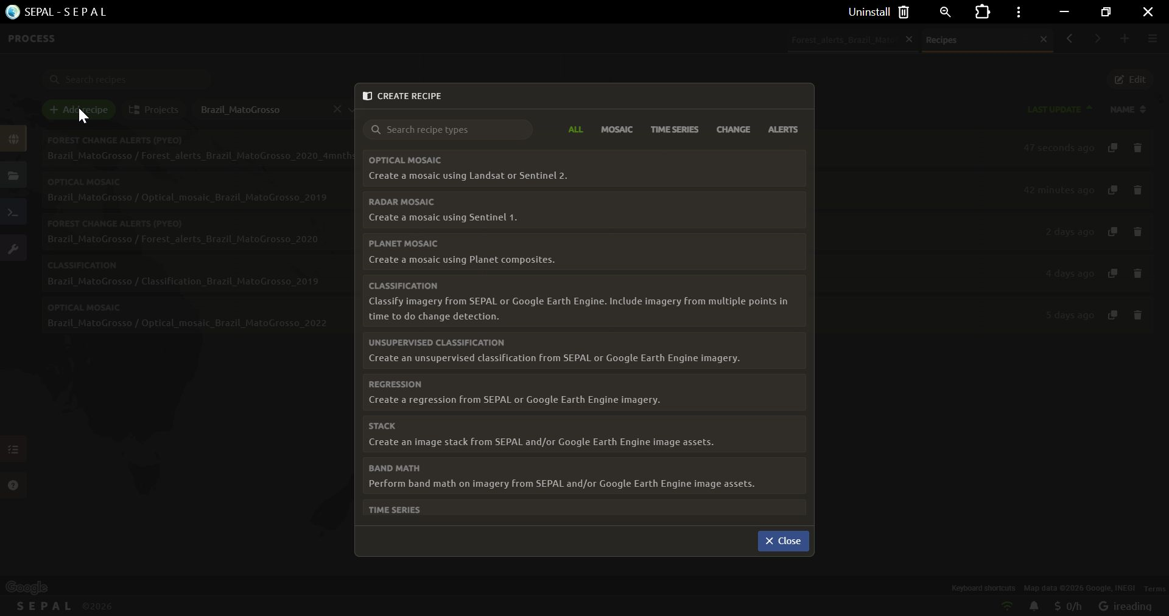 SEPAL - S E P A L
Uninstall
PROCESS
Recipes
Search recipes
Edit
+ Add recipe
Projects
Brazil_MatoGrosso
LAST UPDATE
NAME
FOREST CHANGE ALERTS (PYEO)
Brazil_MatoGrosso / Forest_alerts_Brazil_MatoGrosso_2020_4mnths
47 seconds ago
OPTICAL MOSAIC
Brazil_MatoGrosso / Optical_mosaic_Brazil_MatoGrosso_2019
42 minutes ago
FOREST CHANGE ALERTS (PYEO)
Brazil_MatoGrosso / Forest_alerts_Brazil_MatoGrosso_2020
2 days ago
CLASSIFICATION
Brazil_MatoGrosso / Classification_Brazil_MatoGrosso_2019
4 days ago
OPTICAL MOSAIC
Brazil_MatoGrosso / Optical_mosaic_Brazil_MatoGrosso_2022
5 days ago
CREATE RECIPE
Search recipe types
ALL MOSAIC TIME SERIES CHANGE ALERTS
OPTICAL MOSAIC
Create a mosaic using Landsat or Sentinel 2.
RADAR MOSAIC
Create a mosaic using Sentinel 1.
PLANET MOSAIC
Create a mosaic using Planet composites.
CLASSIFICATION
Classify imagery from SEPAL or Google Earth Engine. Include imagery from multiple points in
time to do change detection.
UNSUPERVISED CLASSIFICATION
Create an unsupervised classification from SEPAL or Google Earth Engine imagery.
REGRESSION
Create a regression from SEPAL or Google Earth Engine imagery.
STACK
Create an image stack from SEPAL and/or Google Earth Engine image assets.
BAND MATH
Perform band math on imagery from SEPAL and/or Google Earth Engine image assets.
TIME SERIES
Close
Google
Keyboard shortcuts Map data ©2026 Google, INEGI Terms
S E P A L ©2026
$ 0/h
ireading